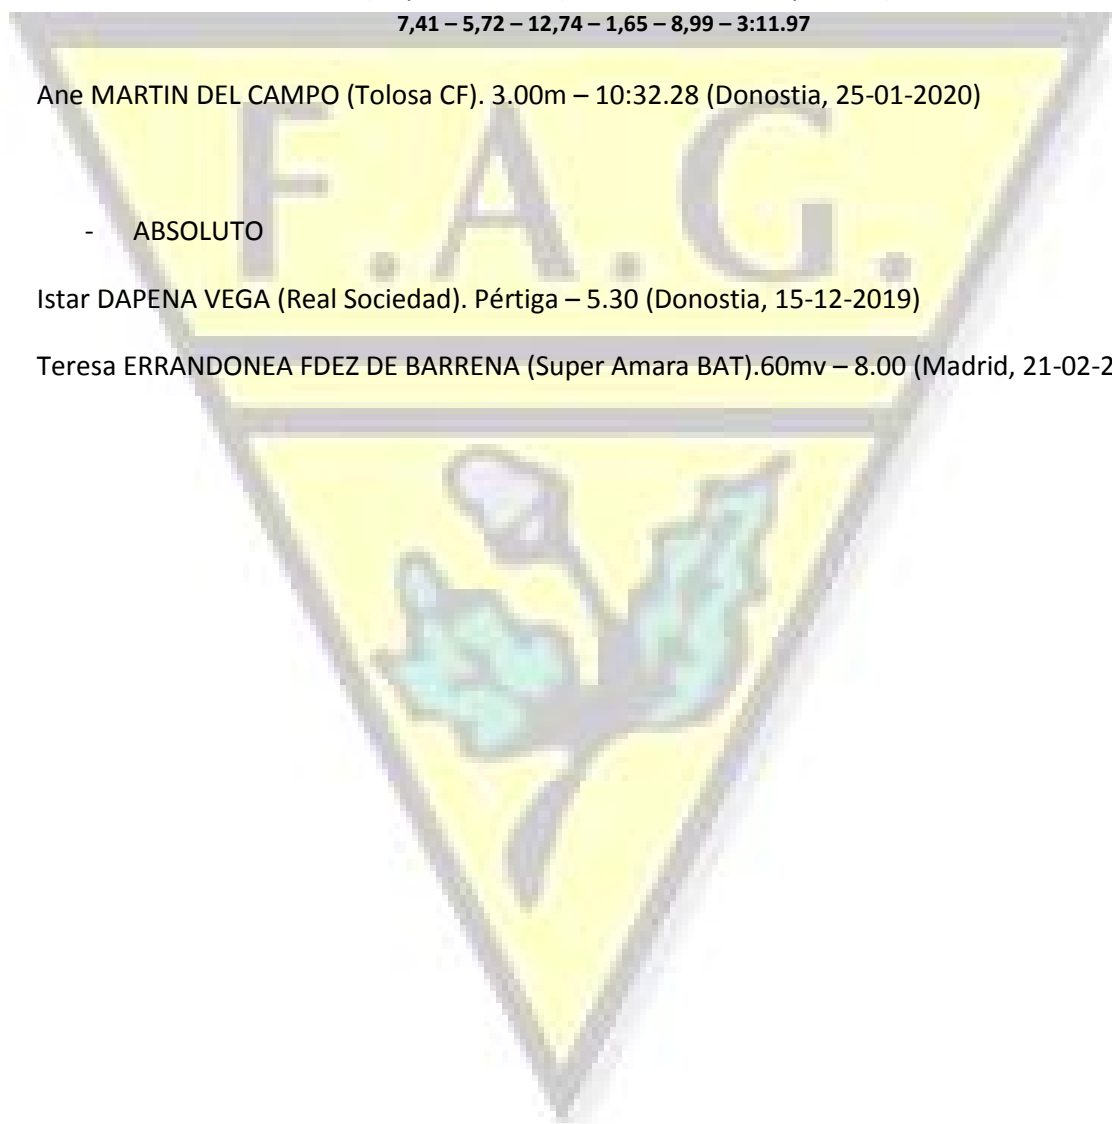 7,41 – 5,72 – 12,74 – 1,65 – 8,99 – 3:11.97
Ane MARTIN DEL CAMPO (Tolosa CF). 3.00m – 10:32.28 (Donostia, 25-01-2020)
F.A.G.
- ABSOLUTO
Istar DAPENA VEGA (Real Sociedad). Pértiga – 5.30 (Donostia, 15-12-2019)
Teresa ERRANDONEA FDEZ DE BARRENA (Super Amara BAT).60mv – 8.00 (Madrid, 21-02-2